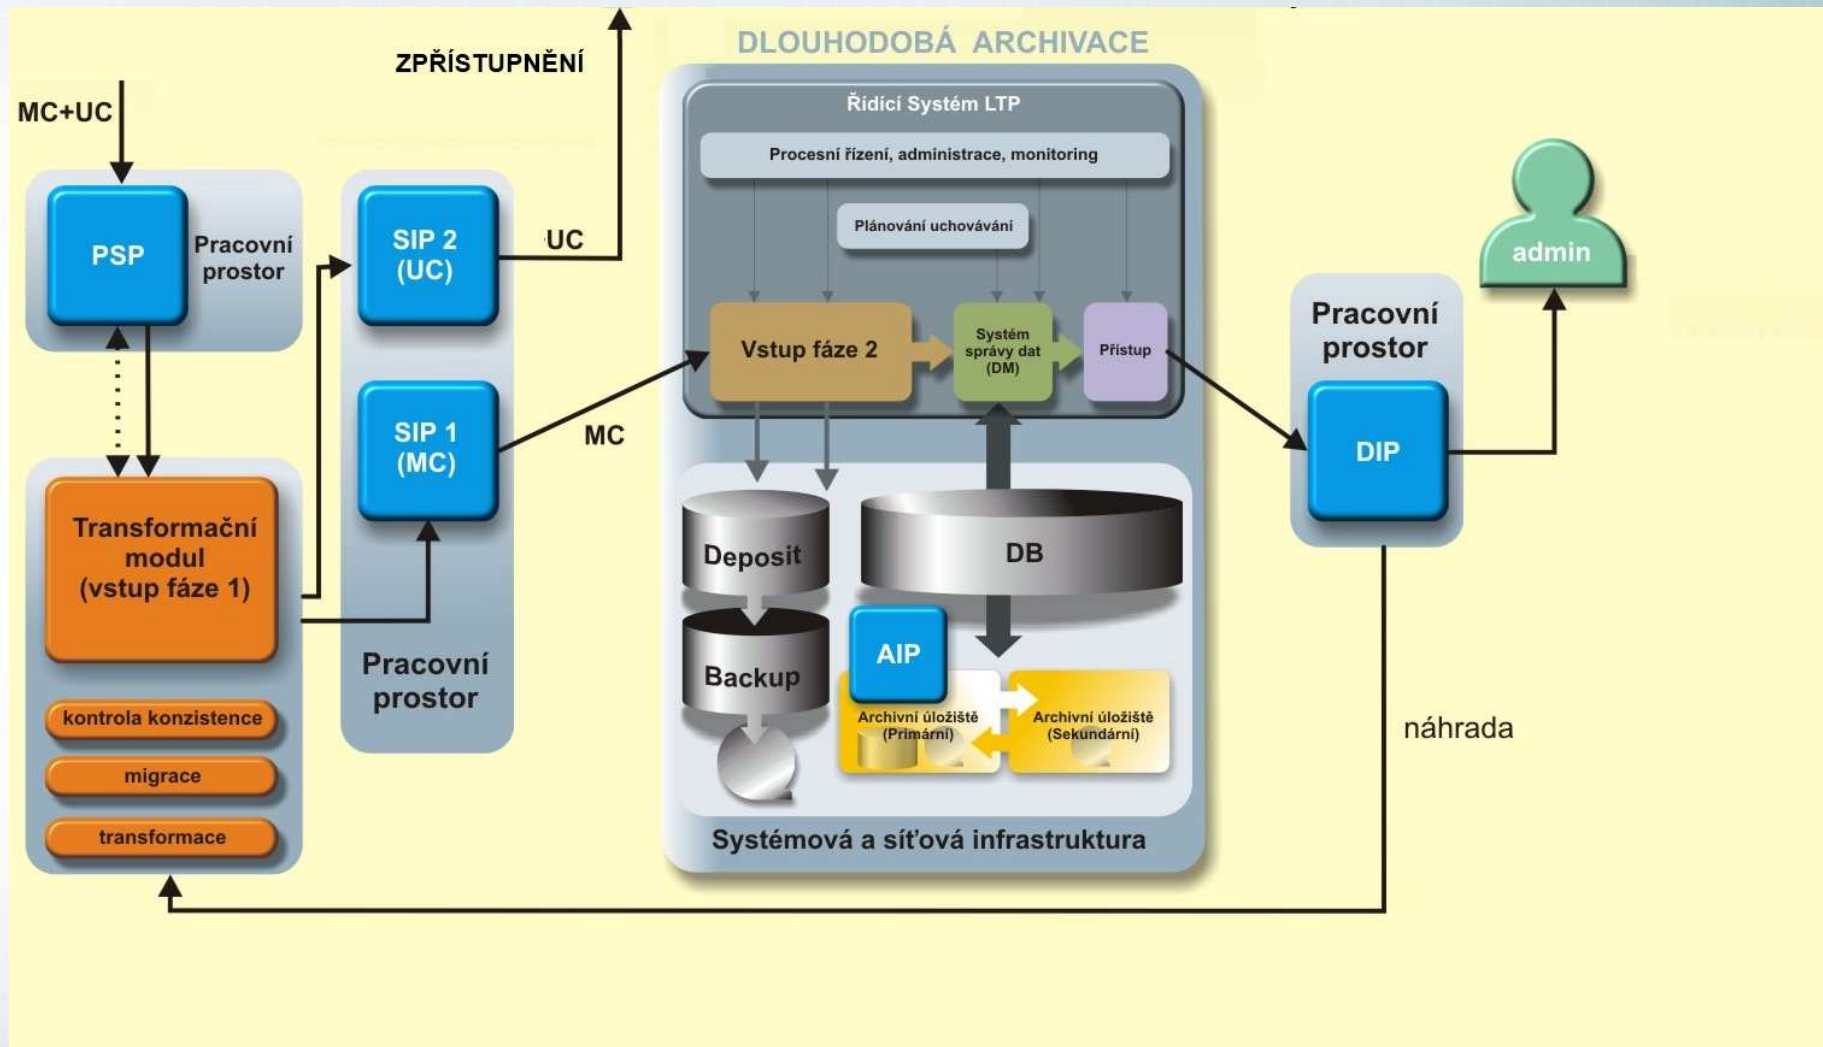 DLOUHODOBÁ ARCHIVACE
ZPŘÍSTUPNĚNÍ
MC+UC
PSP
Pracovní
prostor
Transformační
modul
(vstup fáze 1)
kontrola konzistence
migrace
transformace
SIP 2
(UC)
UC
SIP 1
(MC)
MC
Pracovní
prostor
Řídící Systém LTP
Procesní řízení, administrace, monitoring
Plánování uchovávání
Vstup fáze 2
Systém
správy dat
(DM)
Přístup
Deposit
Backup
DB
AIP
Archivní úložiště
(Primární)
Archivní úložiště
(Sekundární)
Systémová a síťová infrastruktura
Pracovní
prostor
DIP
admin
náhrada